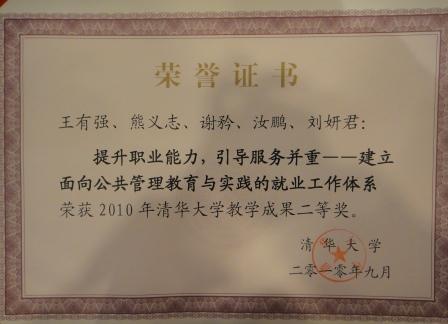 荣誉证书
王有强、熊义志、谢矜、汝鹏、刘妍君：
提升职业能力，引导服务并重——建立
面向公共管理教育与实践的就业工作体系
荣获2010年清华大学教学成果二等奖。
清华大学
二零一零年九月